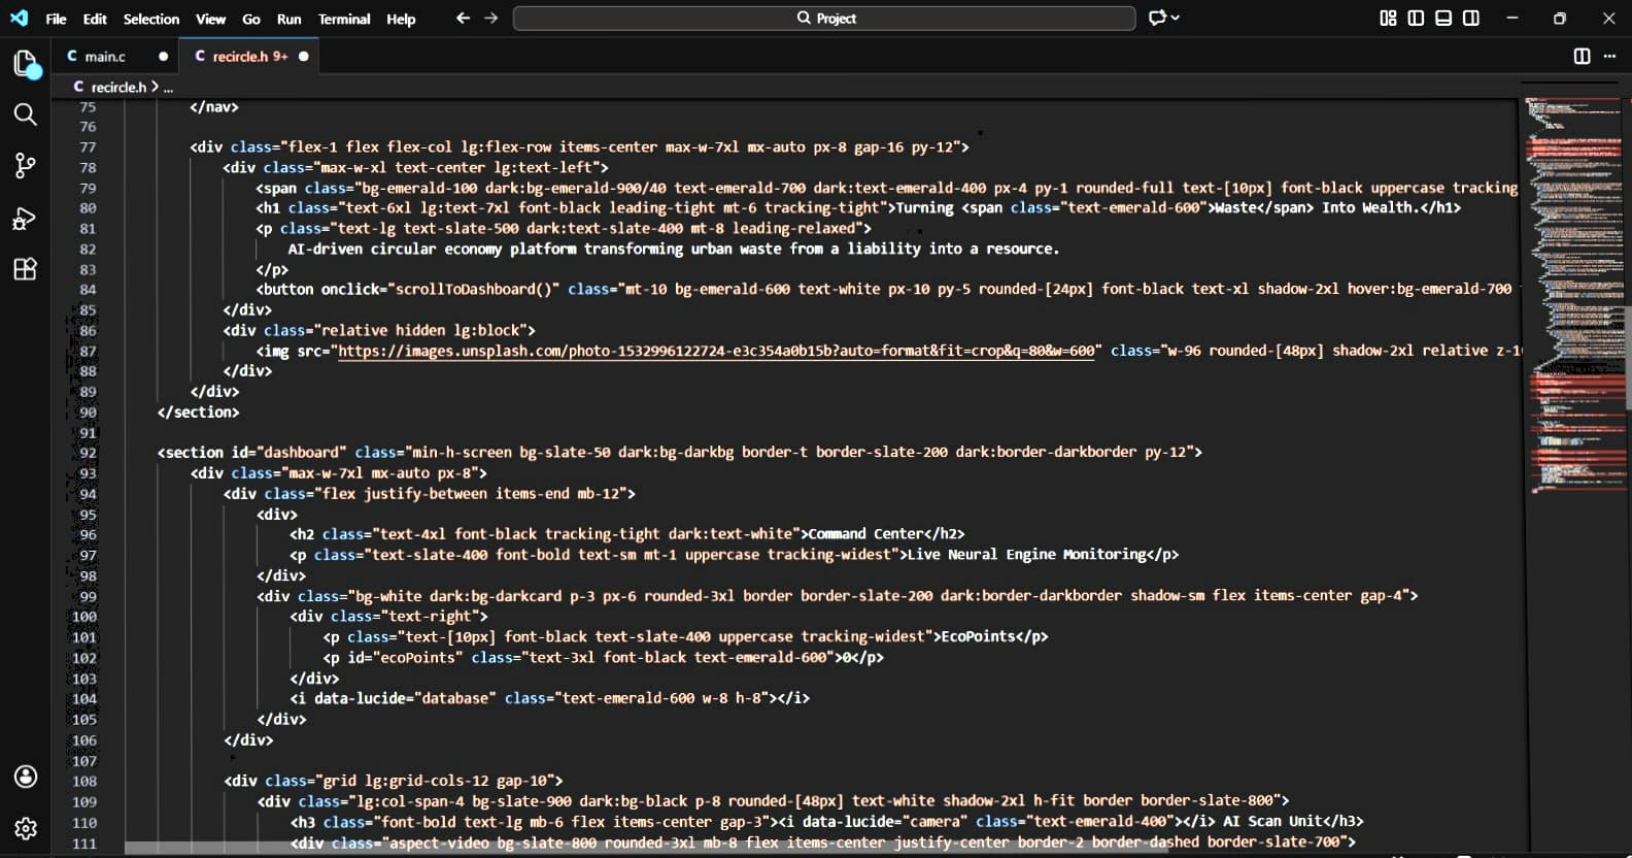 File Edit Selection View Go Run Terminal Help
Project
C main.c
C recircle.h 9+
C recircle.h > ...
75 </nav>
76
77 <div class="flex-1 flex flex-col lg:flex-row items-center max-w-7xl mx-auto px-8 gap-16 py-12">
78 <div class="max-w-xl text-center lg:text-left">
79 <span class="bg-emerald-100 dark:bg-emerald-900/40 text-emerald-700 dark:text-emerald-400 px-4 py-1 rounded-full text-[10px] font-black uppercase tracking
80 <h1 class="text-6xl lg:text-7xl font-black leading-tight mt-6 tracking-tight">Turning <span class="text-emerald-600">Waste</span> Into Wealth.</h1>
81 <p class="text-lg text-slate-500 dark:text-slate-400 mt-8 leading-relaxed">
82 AI-driven circular economy platform transforming urban waste from a liability into a resource.
83 </p>
84 <button onclick="scrollToDashboard()" class="mt-10 bg-emerald-600 text-white px-10 py-5 rounded-[24px] font-black text-xl shadow-2xl hover:bg-emerald-700
85 </div>
86 <div class="relative hidden lg:block">
87 <img src="https://images.unsplash.com/photo-1532996122724-e3c354a0b15b?auto=format&fit=crop&q=80&w=600" class="w-96 rounded-[48px] shadow-2xl relative z-1
88 </div>
89 </div>
90 </section>
91
92 <section id="dashboard" class="min-h-screen bg-slate-50 dark:bg-darkbg border-t border-slate-200 dark:border-darkborder py-12">
93 <div class="max-w-7xl mx-auto px-8">
94 <div class="flex justify-between items-end mb-12">
95 <div>
96 <h2 class="text-4xl font-black tracking-tight dark:text-white">Command Center</h2>
97 <p class="text-slate-400 font-bold text-sm mt-1 uppercase tracking-widest">Live Neural Engine Monitoring</p>
98 </div>
99 <div class="bg-white dark:bg-darkcard p-3 px-6 rounded-3xl border border-slate-200 dark:border-darkborder shadow-sm flex items-center gap-4">
100 <div class="text-right">
101 <p class="text-[10px] font-black text-slate-400 uppercase tracking-widest">EcoPoints</p>
102 <p id="ecoPoints" class="text-3xl font-black text-emerald-600">0</p>
103 </div>
104 <i data-lucide="database" class="text-emerald-600 w-8 h-8"></i>
105 </div>
106 </div>
107
108 <div class="grid lg:grid-cols-12 gap-10">
109 <div class="lg:col-span-4 bg-slate-900 dark:bg-black p-8 rounded-[48px] text-white shadow-2xl h-fit border border-slate-800">
110 <h3 class="font-bold text-lg mb-6 flex items-center gap-3"><i data-lucide="camera" class="text-emerald-400"></i> AI Scan Unit</h3>
111 <div class="aspect-video bg-slate-800 rounded-3xl mb-8 flex items-center justify-center border-2 border-dashed border-slate-700">